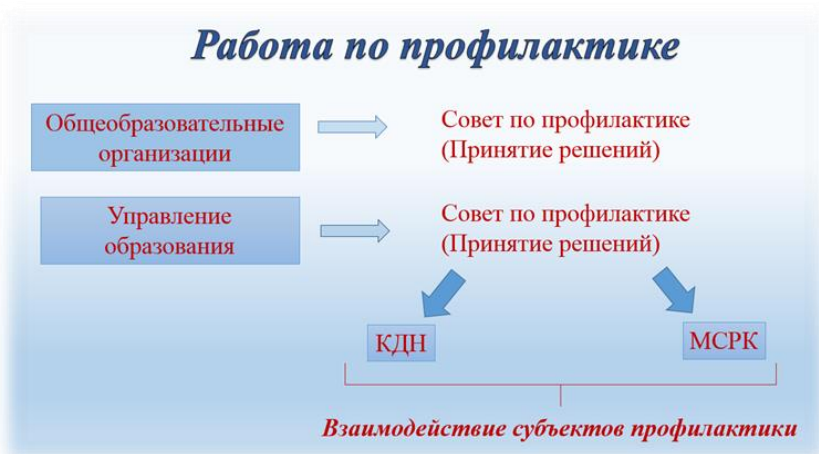 Работа по профилактике
Общеобразовательные
организации
Совет по профилактике
(Принятие решений)
Управление
образования
Совет по профилактике
(Принятие решений)
КДН
МСРК
Взаимодействие субъектов профилактики